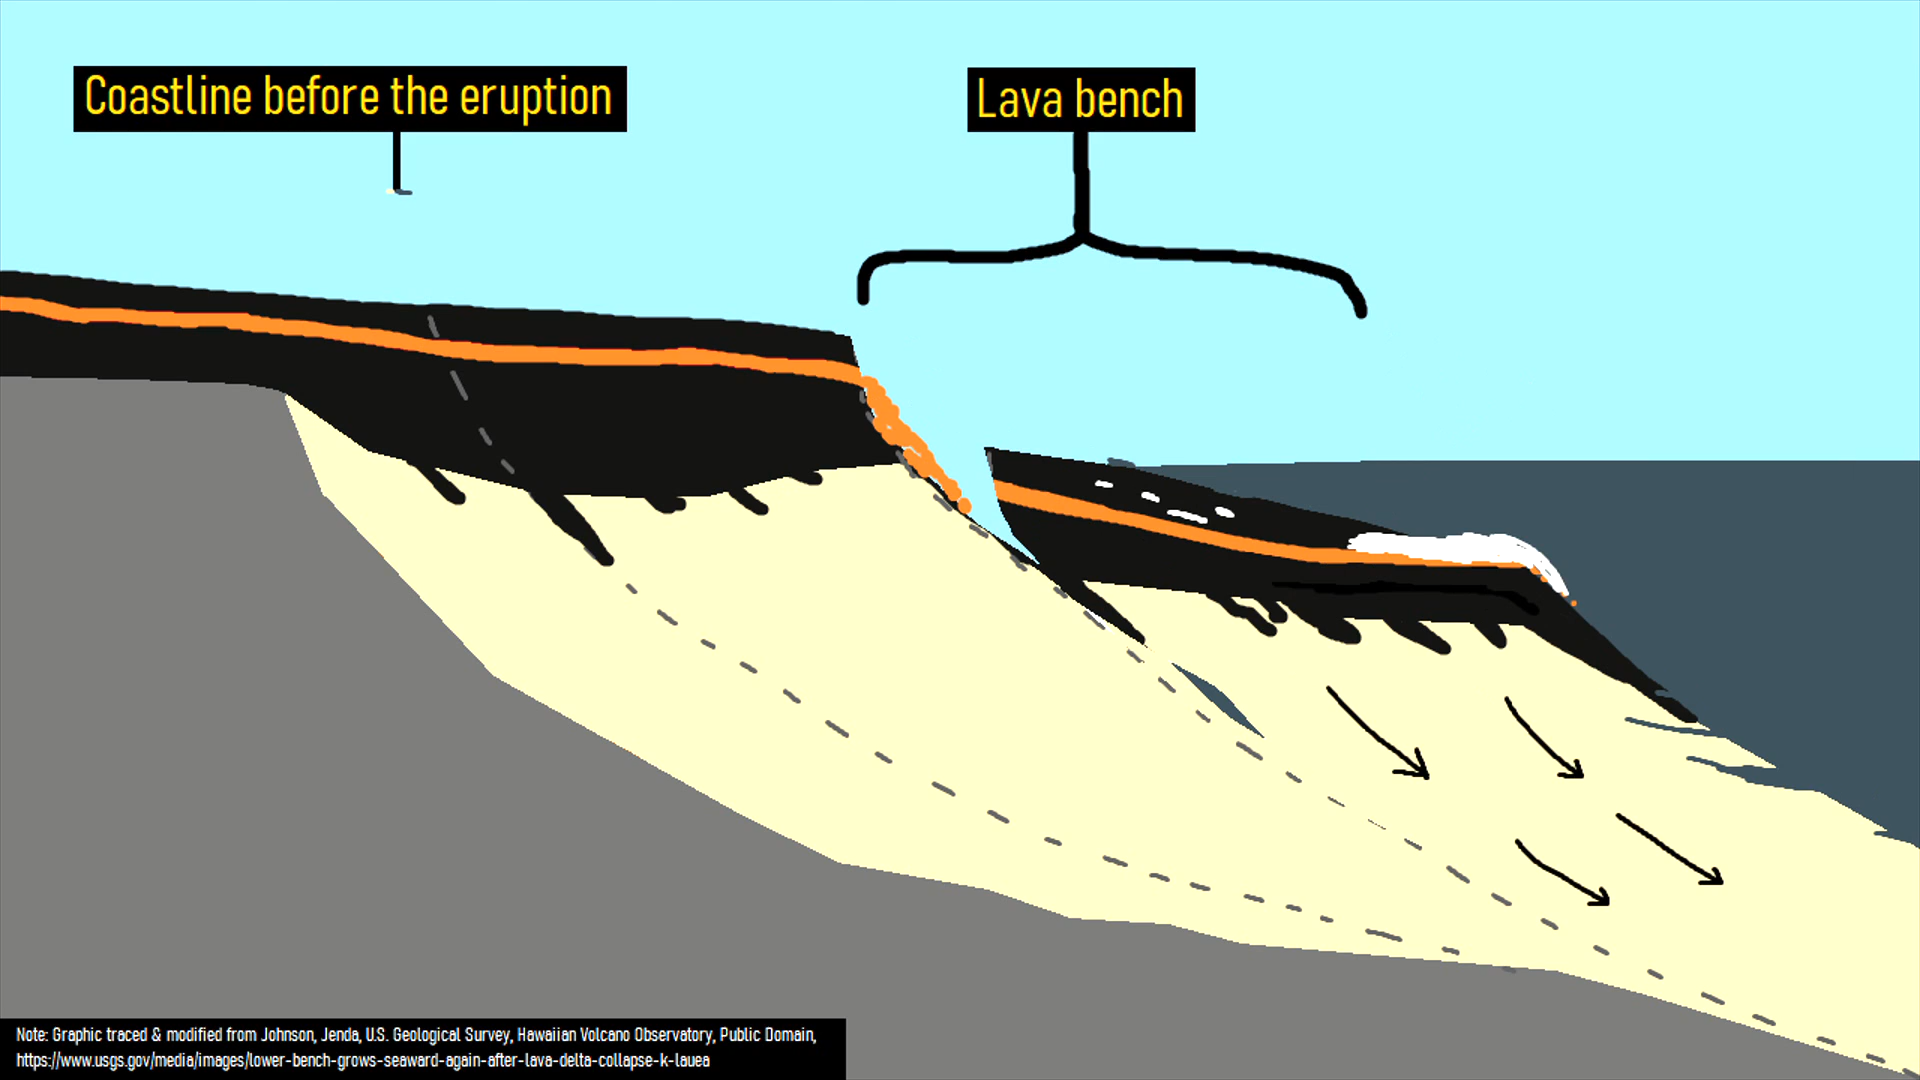 Coastline before the eruption
Lava bench
Note: Graphic traced & modified from Johnson, Jenda, U.S. Geological Survey, Hawaiian Volcano Observatory, Public Domain,
https://www.usgs.gov/media/images/lower-bench-grows-seaward-again-after-lava-delta-collapse-k-lauea